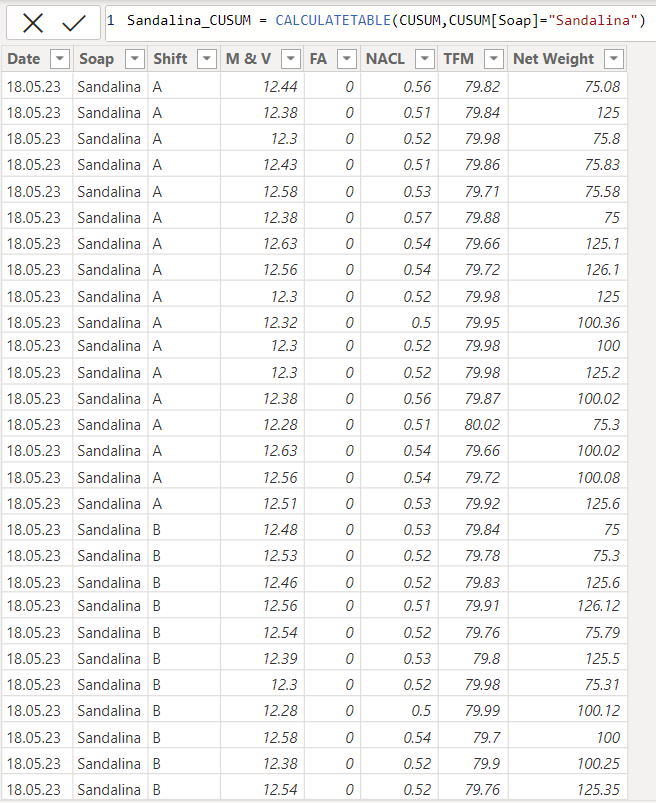 1 Sandalina_CUSUM = CALCULATETABLE(CUSUM,CUSUM[Soap]="Sandalina")
Date Soap Shift M & V FA NACL TFM Net Weight
18.05.23 Sandalina A 12.44 0 0.56 79.82 75.08
18.05.23 Sandalina A 12.38 0 0.51 79.84 125
18.05.23 Sandalina A 12.3 0 0.52 79.98 75.8
18.05.23 Sandalina A 12.43 0 0.51 79.86 75.83
18.05.23 Sandalina A 12.58 0 0.53 79.71 75.58
18.05.23 Sandalina A 12.38 0 0.57 79.88 75
18.05.23 Sandalina A 12.63 0 0.54 79.66 125.1
18.05.23 Sandalina A 12.56 0 0.54 79.72 126.1
18.05.23 Sandalina A 12.3 0 0.52 79.98 125
18.05.23 Sandalina A 12.32 0 0.5 79.95 100.36
18.05.23 Sandalina A 12.3 0 0.52 79.98 100
18.05.23 Sandalina A 12.3 0 0.52 79.98 125.2
18.05.23 Sandalina A 12.38 0 0.56 79.87 100.02
18.05.23 Sandalina A 12.28 0 0.51 80.02 75.3
18.05.23 Sandalina A 12.63 0 0.54 79.66 100.02
18.05.23 Sandalina A 12.56 0 0.54 79.72 100.08
18.05.23 Sandalina A 12.51 0 0.53 79.92 125.6
18.05.23 Sandalina B 12.48 0 0.53 79.84 75
18.05.23 Sandalina B 12.53 0 0.52 79.78 75.3
18.05.23 Sandalina B 12.46 0 0.52 79.83 125.6
18.05.23 Sandalina B 12.56 0 0.51 79.91 126.12
18.05.23 Sandalina B 12.54 0 0.52 79.76 75.79
18.05.23 Sandalina B 12.39 0 0.53 79.8 125.5
18.05.23 Sandalina B 12.3 0 0.52 79.98 75.31
18.05.23 Sandalina B 12.28 0 0.5 79.99 100.12
18.05.23 Sandalina B 12.58 0 0.54 79.7 100
18.05.23 Sandalina B 12.38 0 0.52 79.9 100.25
18.05.23 Sandalina B 12.54 0 0.52 79.76 125.35